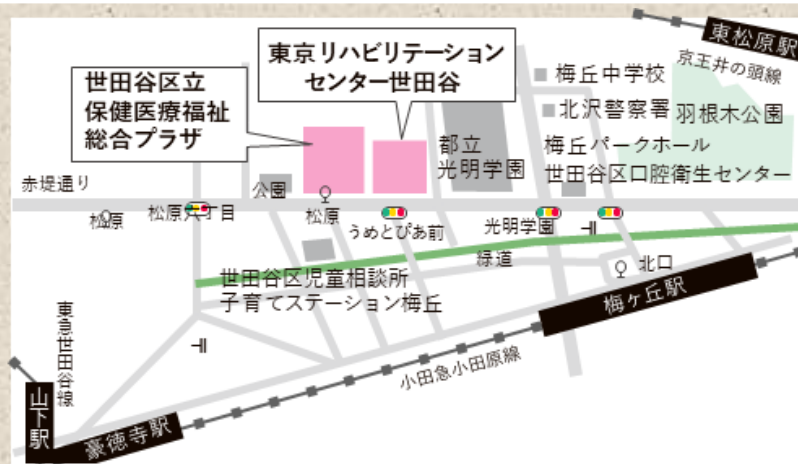 東松原駅
京王井の頭線
東京リハビリテーション
センター世田谷
世田谷区立
保健医療福祉
総合プラザ
梅丘中学校
北沢警察署
羽根木公園
都立
光明学園
梅丘パークホール
世田谷区口腔衛生センター
赤堤通り
公園
松原
松原六丁目
松原
うめとぴあ前
光明学園
緑道
北口
世田谷区児童相談所
子育てステーション梅丘
梅ヶ丘駅
東急世田谷線
小田急小田原線
山下駅
豪徳寺駅